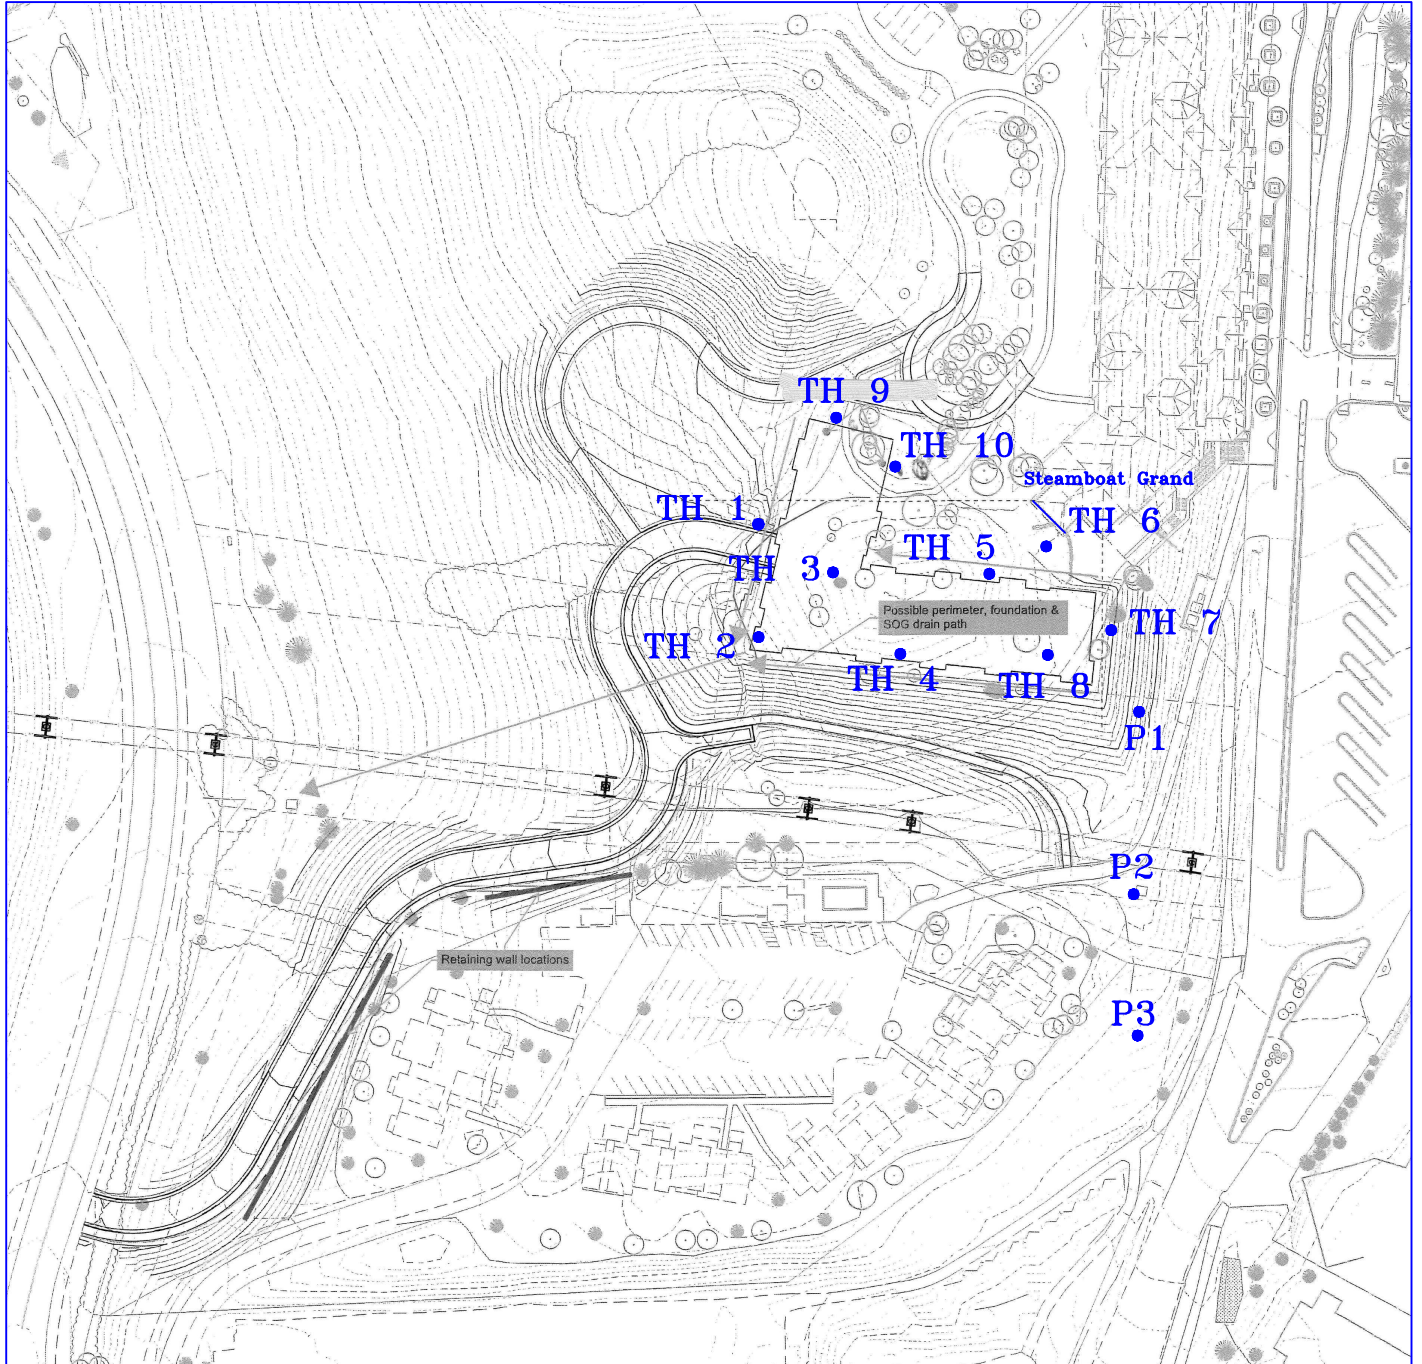 TH 9
TH 10
Steamboat Grand
TH 1
TH 6
TH 5
TH 3
Possible perimeter, foundation &
SOG drain path
TH 7
TH 2
TH 4
TH 8
P1
P2
Retaining wall locations
P3